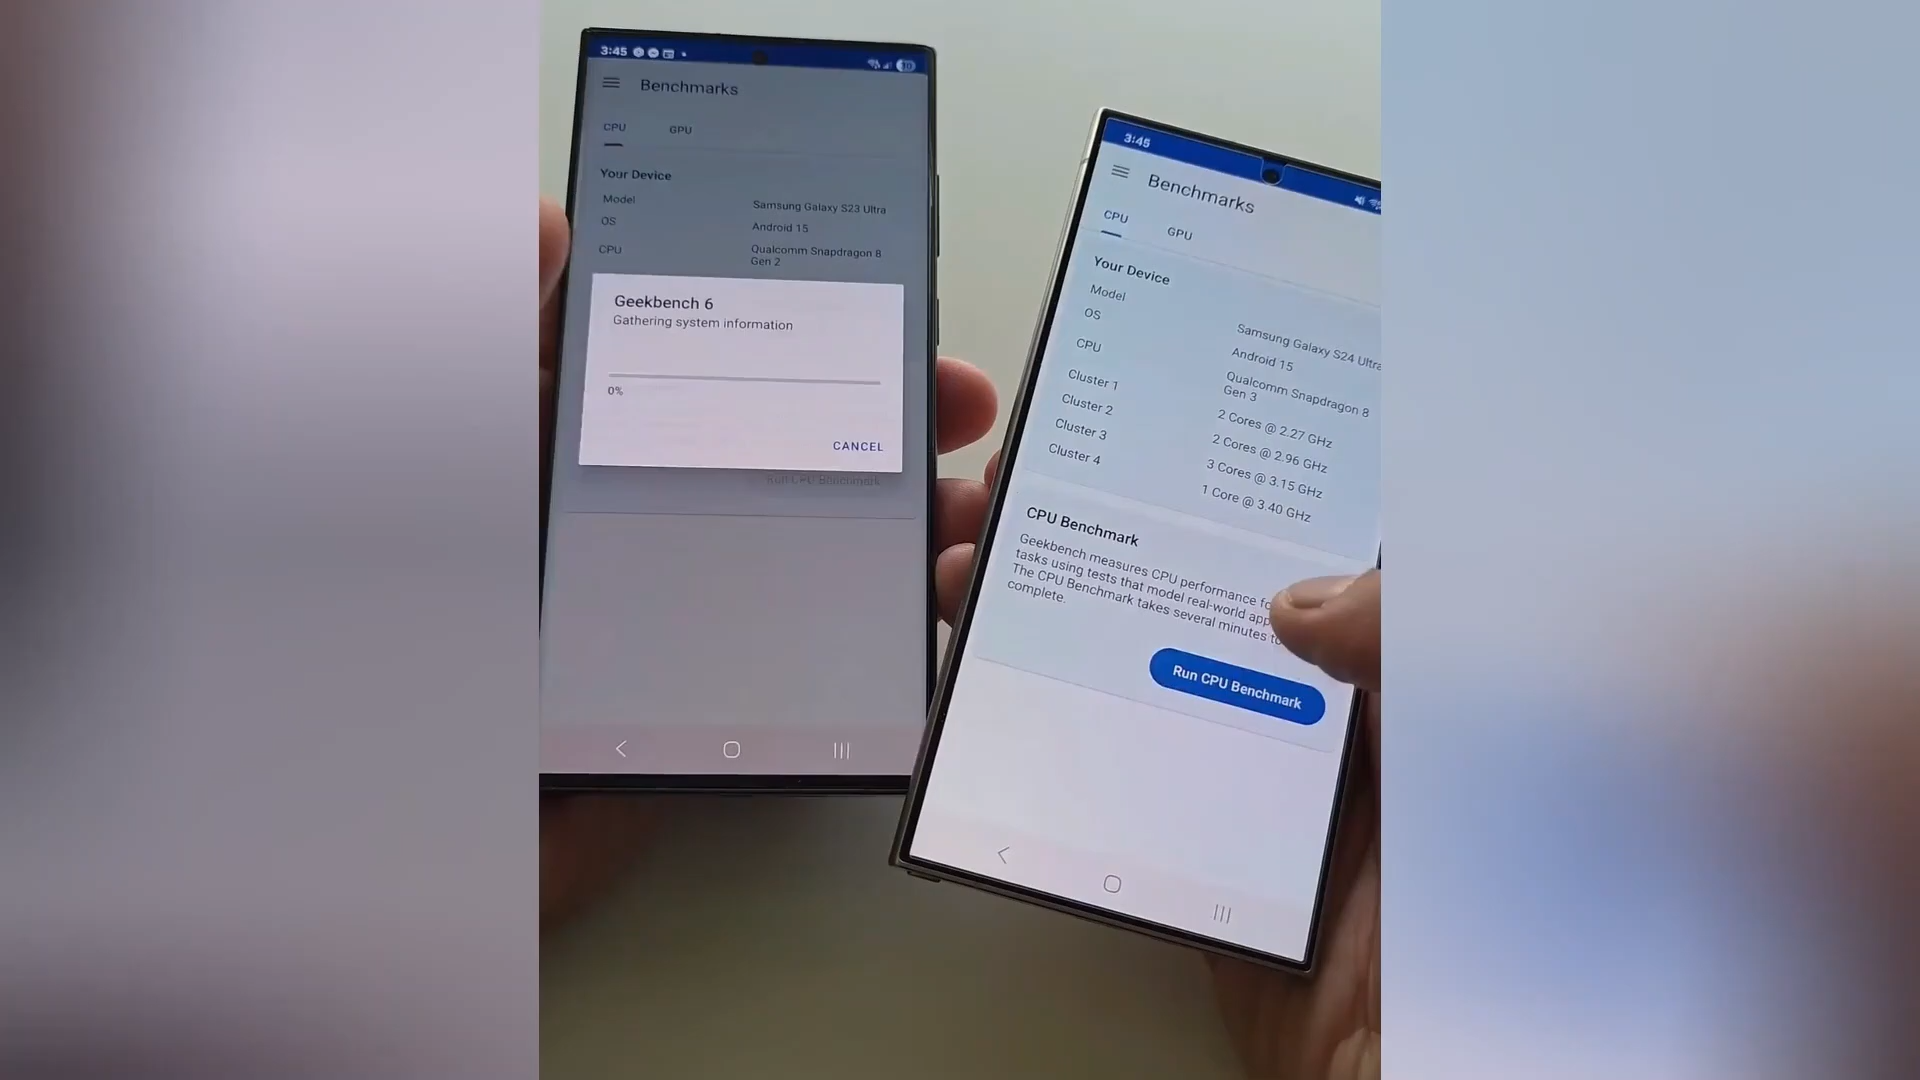 3:45
Benchmarks
CPU GPU
Your Device
Model Samsung Galaxy S23 Ultra
OS Android 15
CPU Qualcomm Snapdragon 8
Gen 2
Geekbench 6
Gathering system information
0%
CANCEL
Run CPU Benchmark
3:45
Benchmarks
CPU GPU
Your Device
Model Samsung Galaxy S24 Ultra
OS Android 15
CPU Qualcomm Snapdragon 8
Gen 3
Cluster 1 2 Cores @ 2.27 GHz
Cluster 2 2 Cores @ 2.96 GHz
Cluster 3 3 Cores @ 3.15 GHz
Cluster 4 1 Core @ 3.40 GHz
CPU Benchmark
Geekbench measures CPU performance
tasks using tests that model real-world
The CPU Benchmark takes several minutes to
complete.
Run CPU Benchmark